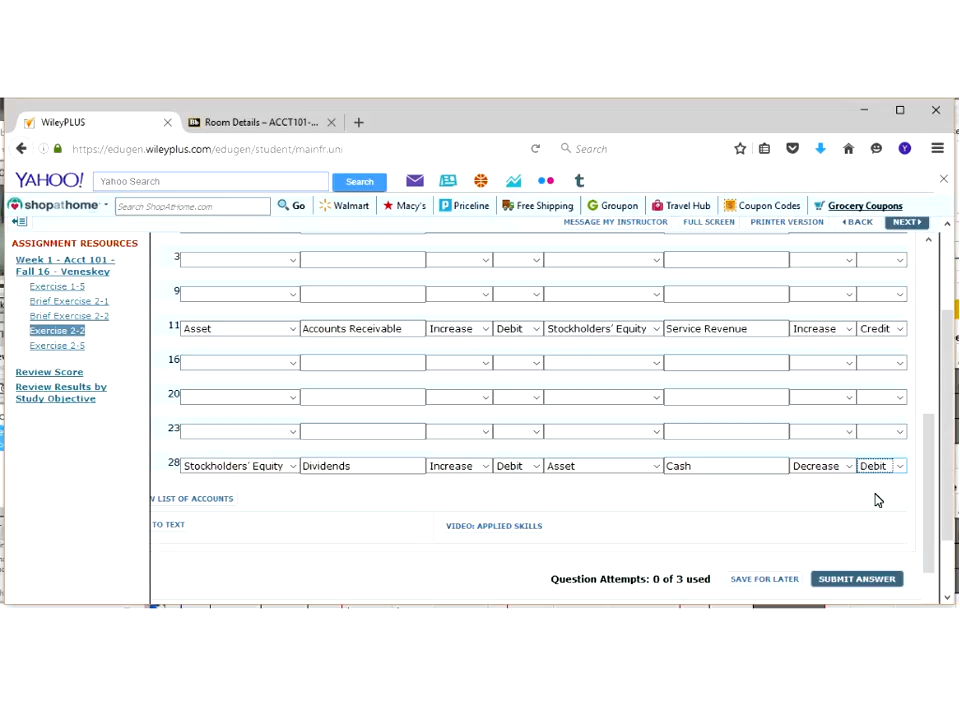 WileyPLUS
Bb Room Details – ACCT101-...
https://edugen.wileyplus.com/edugen/student/mainfr.uni
Search
Y
YAHOO!
Yahoo Search
Search
t
shopathome
Search ShopAtHome.com
Go
Walmart
Macy's
Priceline
Free Shipping
Groupon
Travel Hub
Coupon Codes
Grocery Coupons
MESSAGE MY INSTRUCTOR
FULL SCREEN
PRINTER VERSION
BACK
NEXT
ASSIGNMENT RESOURCES
Week 1 - Acct 101 -
Fall 16 - Veneskey
Exercise 1-5
Brief Exercise 2-1
Brief Exercise 2-2
Exercise 2-2
Exercise 2-5
Review Score
Review Results by
Study Objective
3
9
11 Asset Accounts Receivable Increase Debit Stockholders' Equity Service Revenue Increase Credit
16
20
23
28 Stockholders' Equity Dividends Increase Debit Asset Cash Decrease Debit
LIST OF ACCOUNTS
TO TEXT
VIDEO: APPLIED SKILLS
Question Attempts: 0 of 3 used
SAVE FOR LATER
SUBMIT ANSWER